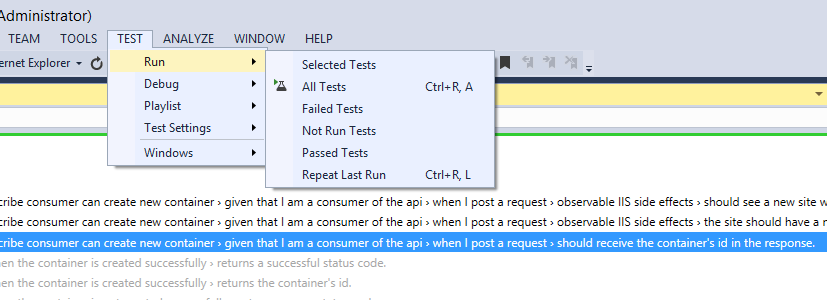 Administrator)
TEAM TOOLS TEST ANALYZE WINDOW HELP
ernet Explorer
Run
Debug
Playlist
Test Settings
Windows
Selected Tests
All Tests Ctrl+R, A
Failed Tests
Not Run Tests
Passed Tests
Repeat Last Run Ctrl+R, L
cribe consumer can create new container › given that I am a consumer of the api › when I post a request › observable IIS side effects › should see a new site w
cribe consumer can create new container › given that I am a consumer of the api › when I post a request › observable IIS side effects › the site should have a r
cribe consumer can create new container › given that I am a consumer of the api › when I post a request › should receive the container's id in the response.
en the container is created successfully › returns a successful status code.
en the container is created successfully › returns the container's id.